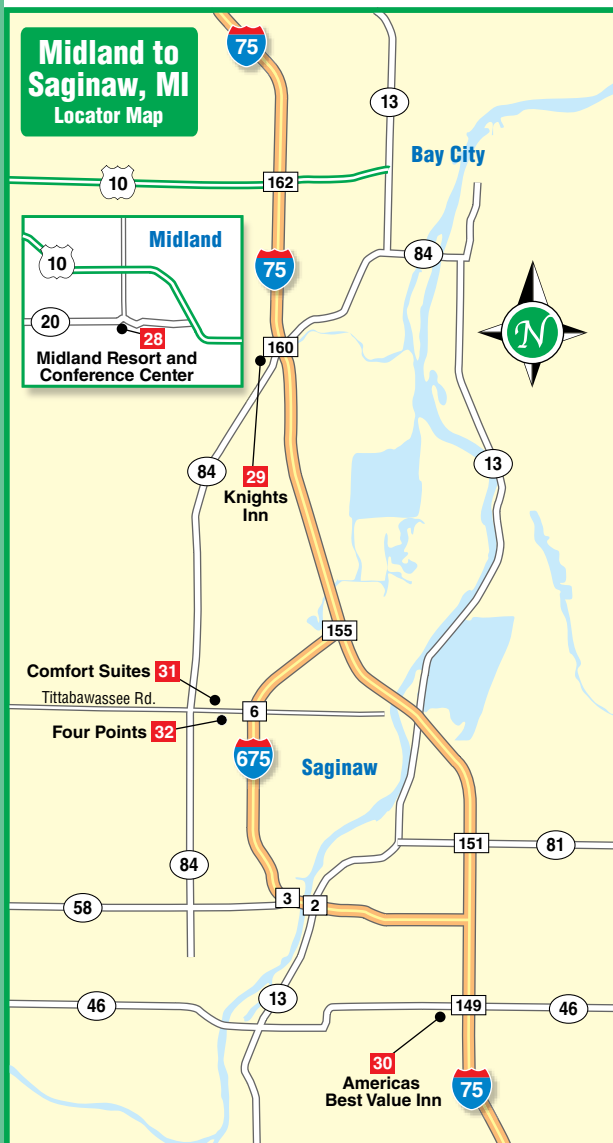 Midland to
Saginaw, MI
Locator Map
75
13
Bay City
10
162
Midland
84
10
75
20
28
Midland Resort and
Conference Center
160
N
84
29
Knights
Inn
13
155
Comfort Suites 31
Tittabawassee Rd.
6
Four Points 32
675
Saginaw
151
81
84
3
2
58
13
46
149
46
30
Americas
Best Value Inn
75